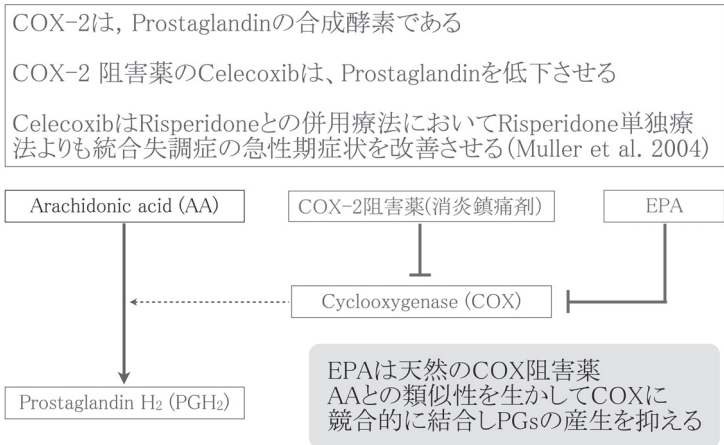 COX-2は, Prostaglandinの合成酵素である
COX-2 阻害薬のCelecoxibは、Prostaglandinを低下させる
CelecoxibはRisperidoneとの併用療法においてRisperidone単独療
法よりも統合失調症の急性期症状を改善させる(Muller et al. 2004)
Arachidonic acid (AA)
COX-2阻害薬(消炎鎮痛剤)
EPA
Cyclooxygenase (COX)
EPAは天然のCOX阻害薬
AAとの類似性を生かしてCOXに
競合的に結合しPGsの産生を抑える
Prostaglandin H₂ (PGH₂)